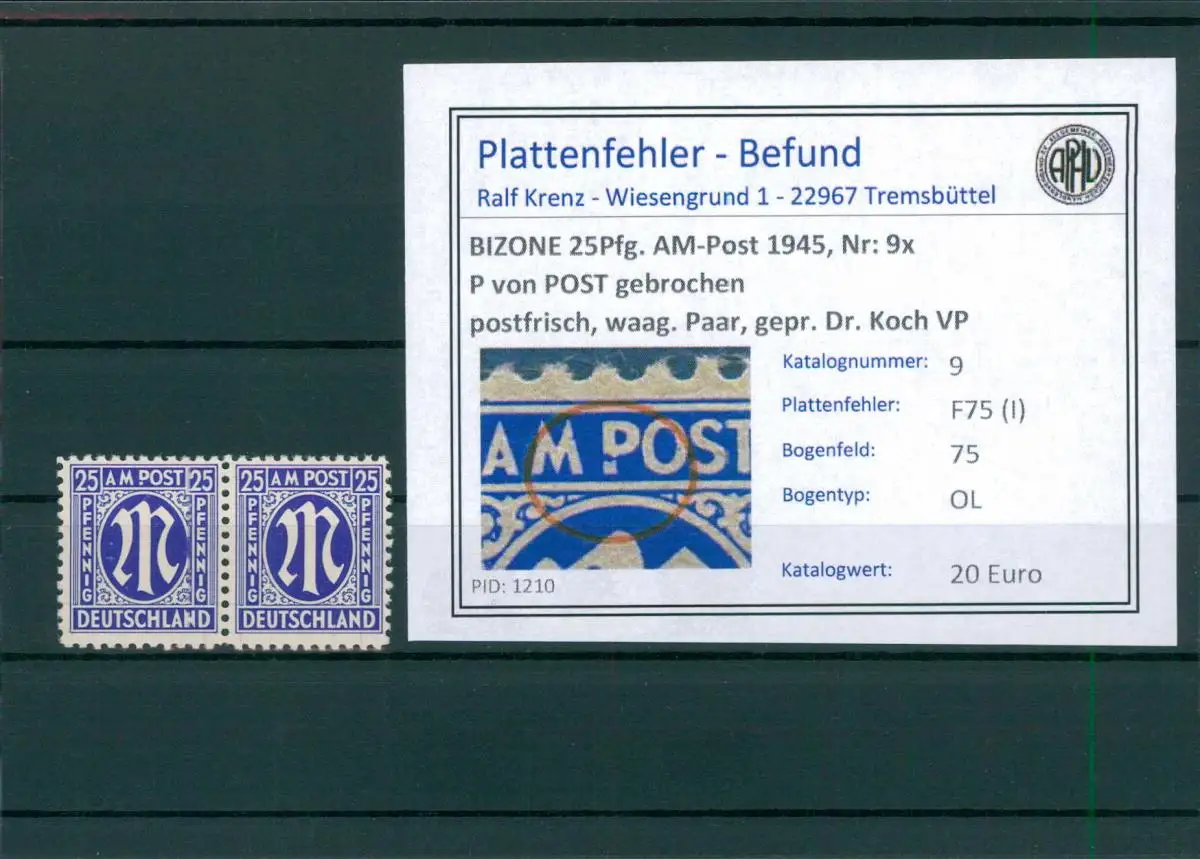 Plattenfehler - Befund
Ralf Krenz - Wiesengrund 1 - 22967 Tremsbüttel
APHV
BIZONE 25Pfg. AM-Post 1945, Nr: 9x
P von POST gebrochen
postfrisch, waag. Paar, gepr. Dr. Koch VP
AM POST
Katalognummer: 9
Plattenfehler: F75 (I)
Bogenfeld: 75
Bogentyp: OL
Katalogwert: 20 Euro
PID: 1210
25 AM POST 25
PFENNIG M PFENNIG
DEUTSCHLAND
25 AM POST 25
PFENNIG M PFENNIG
DEUTSCHLAND